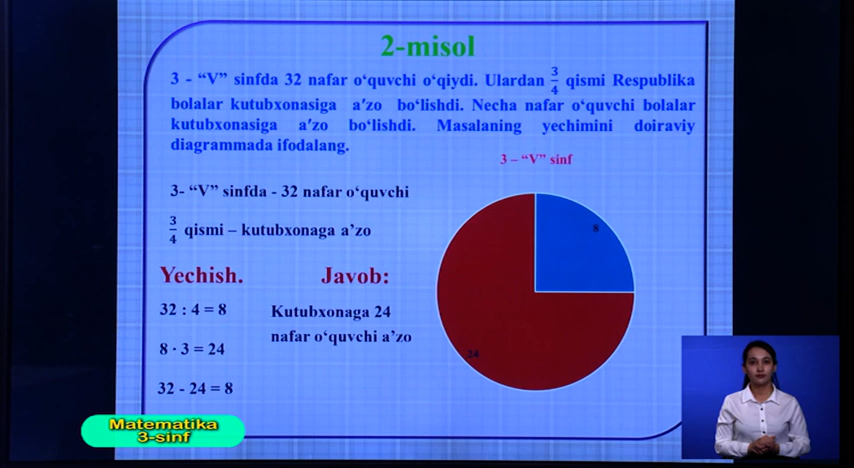 2-misol
3 - “V” sinfda 32 nafar o‘quvchi o‘qiydi. Ulardan 3/4 qismi Respublika
bolalar kutubxonasiga a’zo bo‘lishdi. Necha nafar o‘quvchi bolalar
kutubxonasiga a’zo bo‘lishdi. Masalaning yechimini doiraviy
diagrammada ifodalang.
3 – “V” sinf
3- “V” sinfda - 32 nafar o‘quvchi
3/4 qismi – kutubxonaga a’zo
8
24
Yechish.
32 : 4 = 8
8 · 3 = 24
32 - 24 = 8
Javob:
Kutubxonaga 24
nafar o‘quvchi a’zo
Matematika
3-sinf